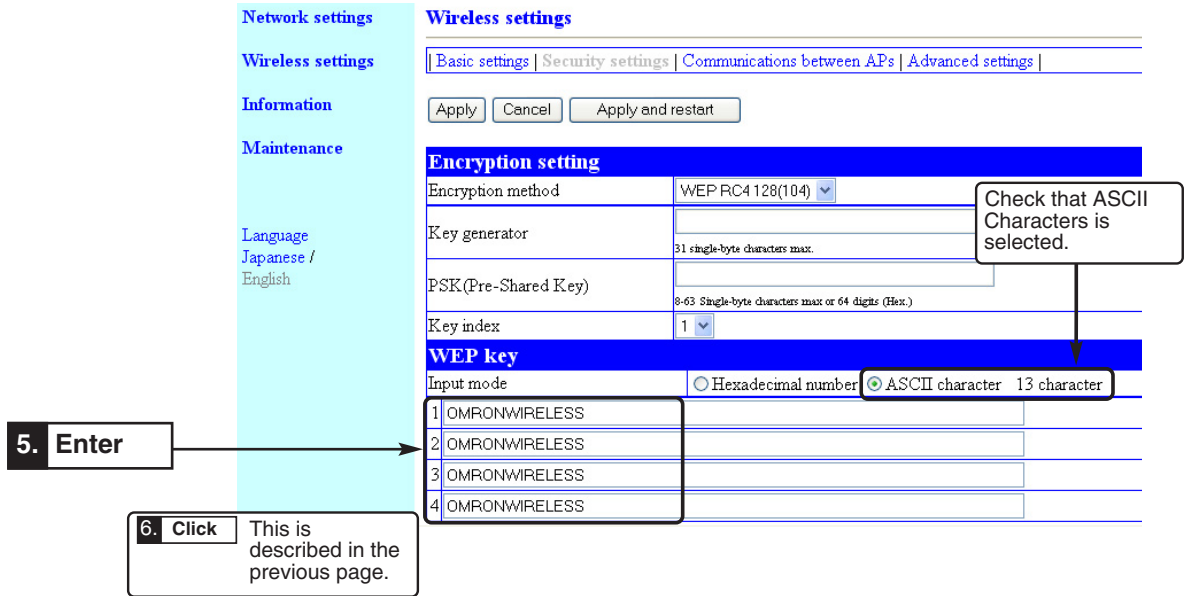 Network settings
Wireless settings
Information
Maintenance
Language
Japanese /
English
Wireless settings
| Basic settings | Security settings | Communications between APs | Advanced settings |
Apply Cancel Apply and restart
Encryption setting
Encryption method WEP RC4 128(104)
Key generator
31 single-byte characters max.
PSK(Pre-Shared Key)
8-63 Single-byte characters max or 64 digits (Hex.)
Key index 1
WEP key
Input mode Hexadecimal number ASCII character 13 character
1 OMRONWIRELESS
2 OMRONWIRELESS
3 OMRONWIRELESS
4 OMRONWIRELESS
Check that ASCII
Characters is
selected.
5. Enter
6. Click This is
described in the
previous page.